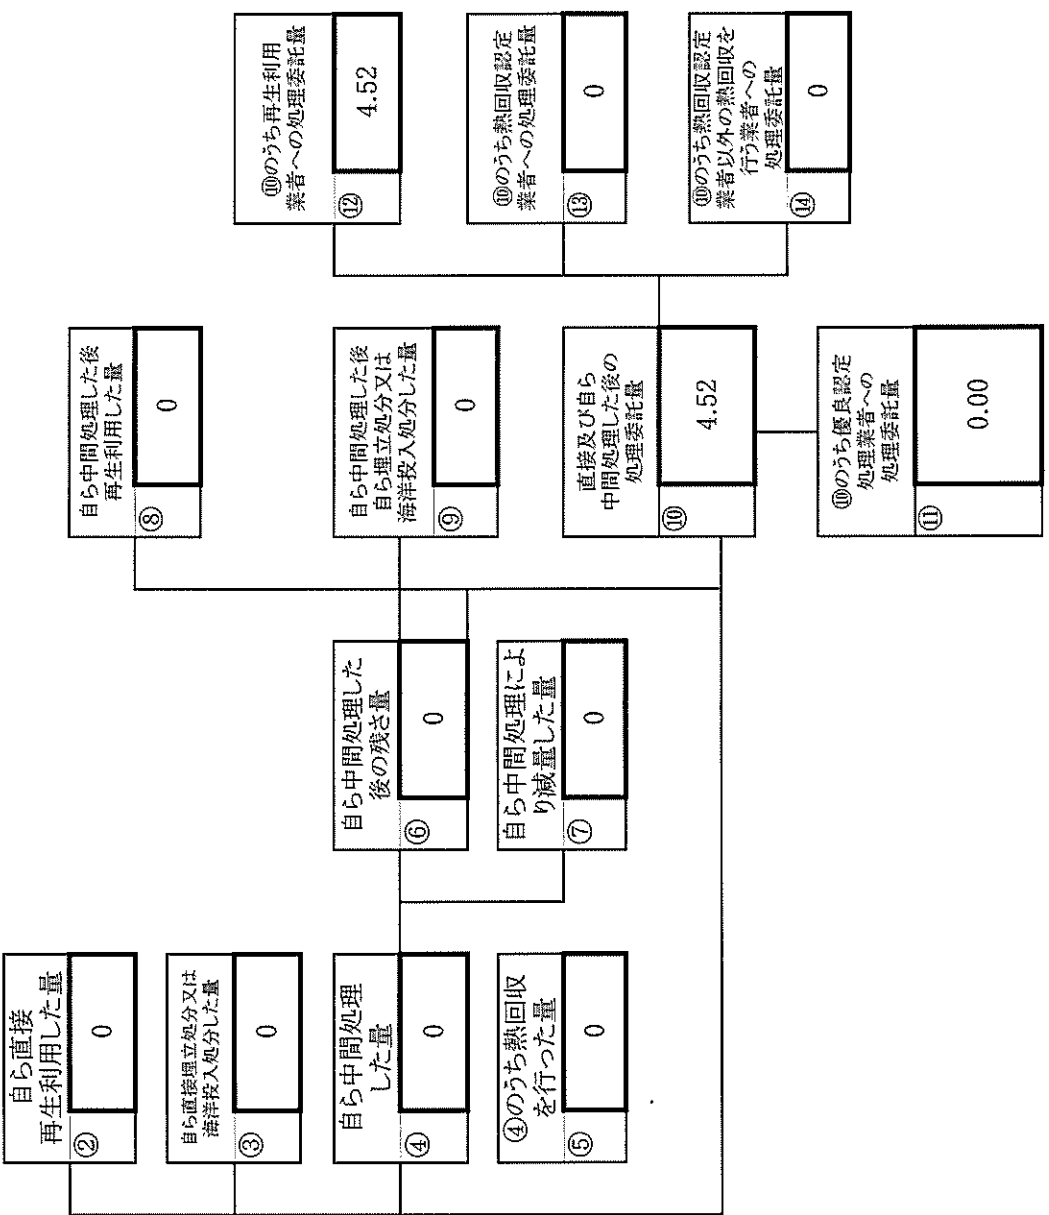 自ら直接
再生利用した量
②
0
自ら直接埋立処分又は
海洋投入処分した量
③
0
自ら中間処理
した量
④
0
④のうち熱回収
を行った量
⑤
0
自ら中間処理した
後の残さ量
⑥
0
自ら中間処理によ
り減量した量
⑦
0
自ら中間処理した後
再生利用した量
⑧
0
自ら中間処理した後
自ら埋立処分又は
海洋投入処分した量
⑨
0
直接及び自ら
中間処理した後の
処理委託量
⑩
4.52
⑩のうち優良認定
処理業者への
処理委託量
⑪
0.00
⑩のうち再生利用
業者への処理委託量
⑫
4.52
⑩のうち熱回収認定
業者への処理委託量
⑬
0
⑩のうち熱回収認定
業者以外の熱回収を
行う業者への
処理委託量
⑭
0